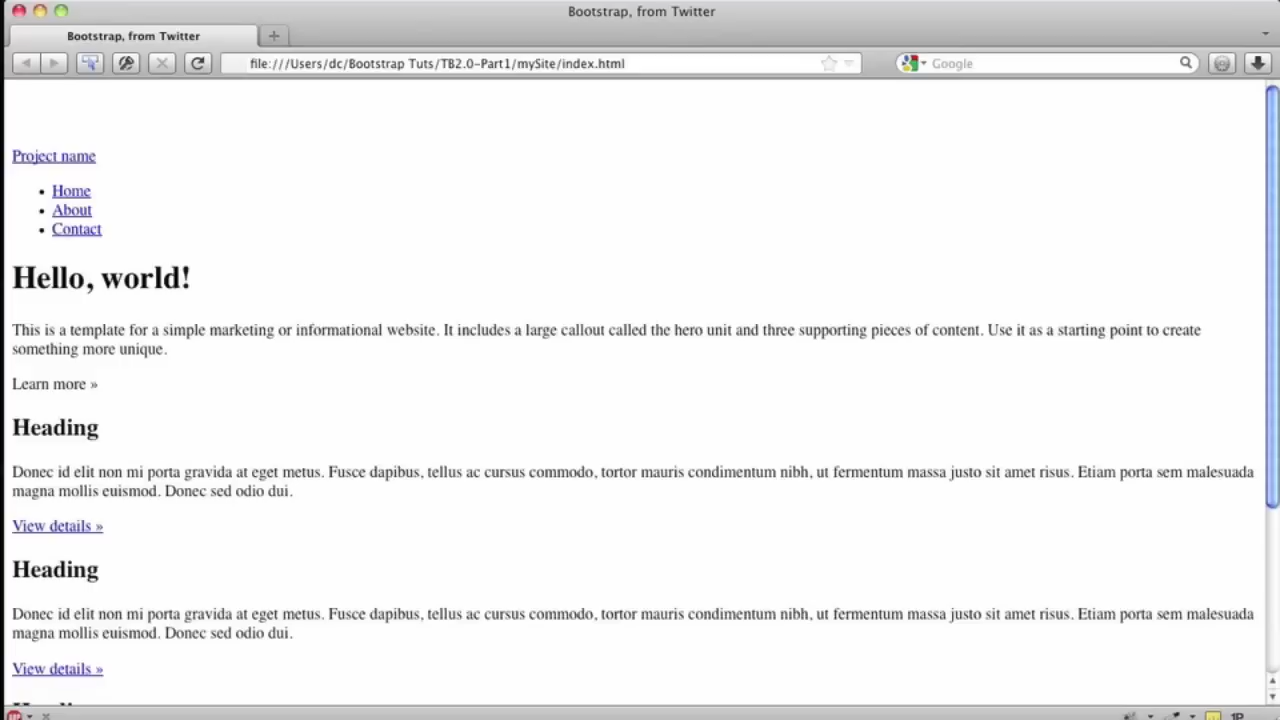 Bootstrap, from Twitter
Bootstrap, from Twitter
file:///Users/dc/Bootstrap Tuts/TB2.0-Part1/mySite/index.html
Google
Project name
Home
About
Contact
Hello, world!
This is a template for a simple marketing or informational website. It includes a large callout called the hero unit and three supporting pieces of content. Use it as a starting point to create
something more unique.
Learn more »
Heading
Donec id elit non mi porta gravida at eget metus. Fusce dapibus, tellus ac cursus commodo, tortor mauris condimentum nibh, ut fermentum massa justo sit amet risus. Etiam porta sem malesuada
magna mollis euismod. Donec sed odio dui.
View details »
Heading
Donec id elit non mi porta gravida at eget metus. Fusce dapibus, tellus ac cursus commodo, tortor mauris condimentum nibh, ut fermentum massa justo sit amet risus. Etiam porta sem malesuada
magna mollis euismod. Donec sed odio dui.
View details »